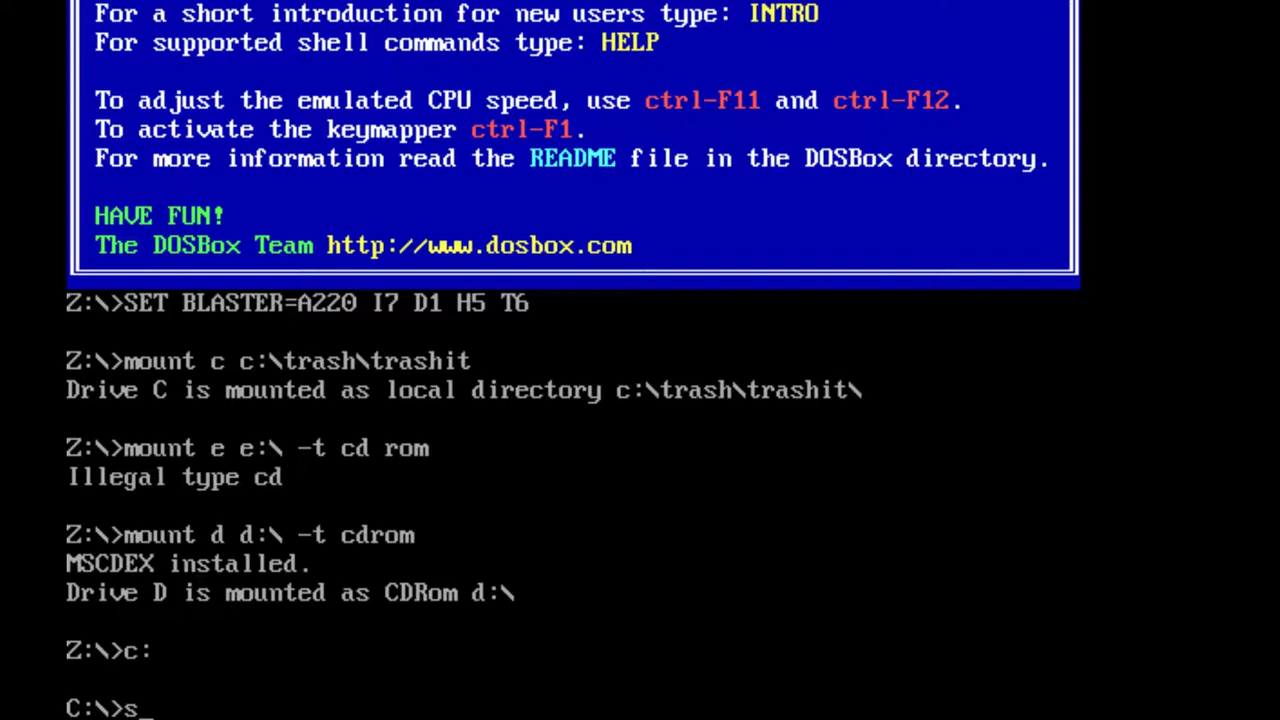 For a short introduction for new users type: INTRO
For supported shell commands type: HELP
To adjust the emulated CPU speed, use ctrl-F11 and ctrl-F12.
To activate the keymapper ctrl-F1.
For more information read the README file in the DOSBox directory.
HAVE FUN!
The DOSBox Team http://www.dosbox.com
Z:\>SET BLASTER=A220 I7 D1 H5 T6
Z:\>mount c c:\trash\trashit
Drive C is mounted as local directory c:\trash\trashit\
Z:\>mount e e:\ -t cd rom
Illegal type cd
Z:\>mount d d:\ -t cdrom
MSCDEX installed.
Drive D is mounted as CDRom d:\
Z:\>c:
C:\>s_